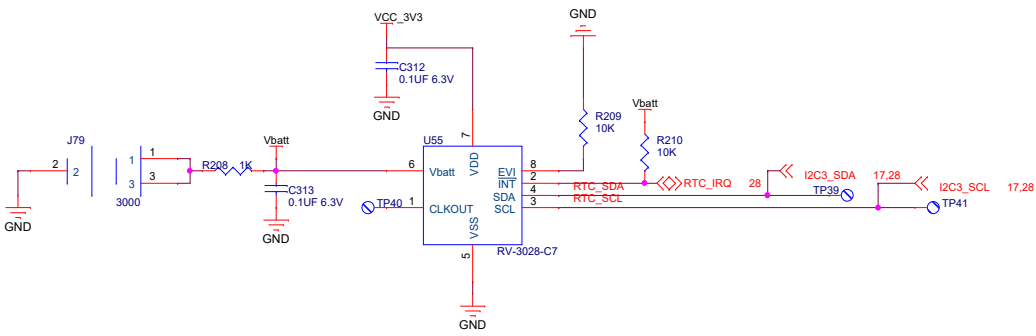 VCC_3V3
GND
C312
0.1UF 6.3V
GND
R209
10K
Vbatt
R210
10K
J79
2
2
1
3
1
3
3000
GND
R208 1K
Vbatt
C313
0.1UF 6.3V
GND
U55
7
VDD
6
Vbatt
1
CLKOUT
TP40
VSS
5
EVI
8
INT
2
SDA
4
SCL
3
RV-3028-C7
GND
RTC_SDA
RTC_SCL
RTC_IRQ 28
I2C3_SDA 17,28
TP39
I2C3_SCL 17,28
TP41